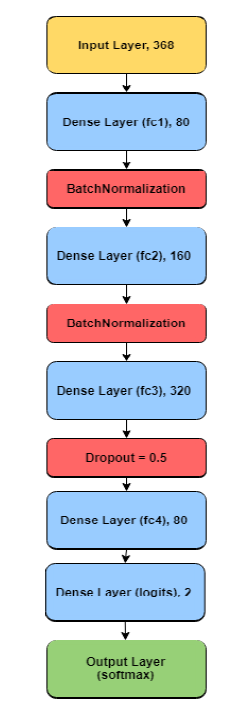 Input Layer, 368
Dense Layer (fc1), 80
BatchNormalization
Dense Layer (fc2), 160
BatchNormalization
Dense Layer (fc3), 320
Dropout = 0.5
Dense Layer (fc4), 80
Dense Layer (logits), 2
Output Layer
(softmax)